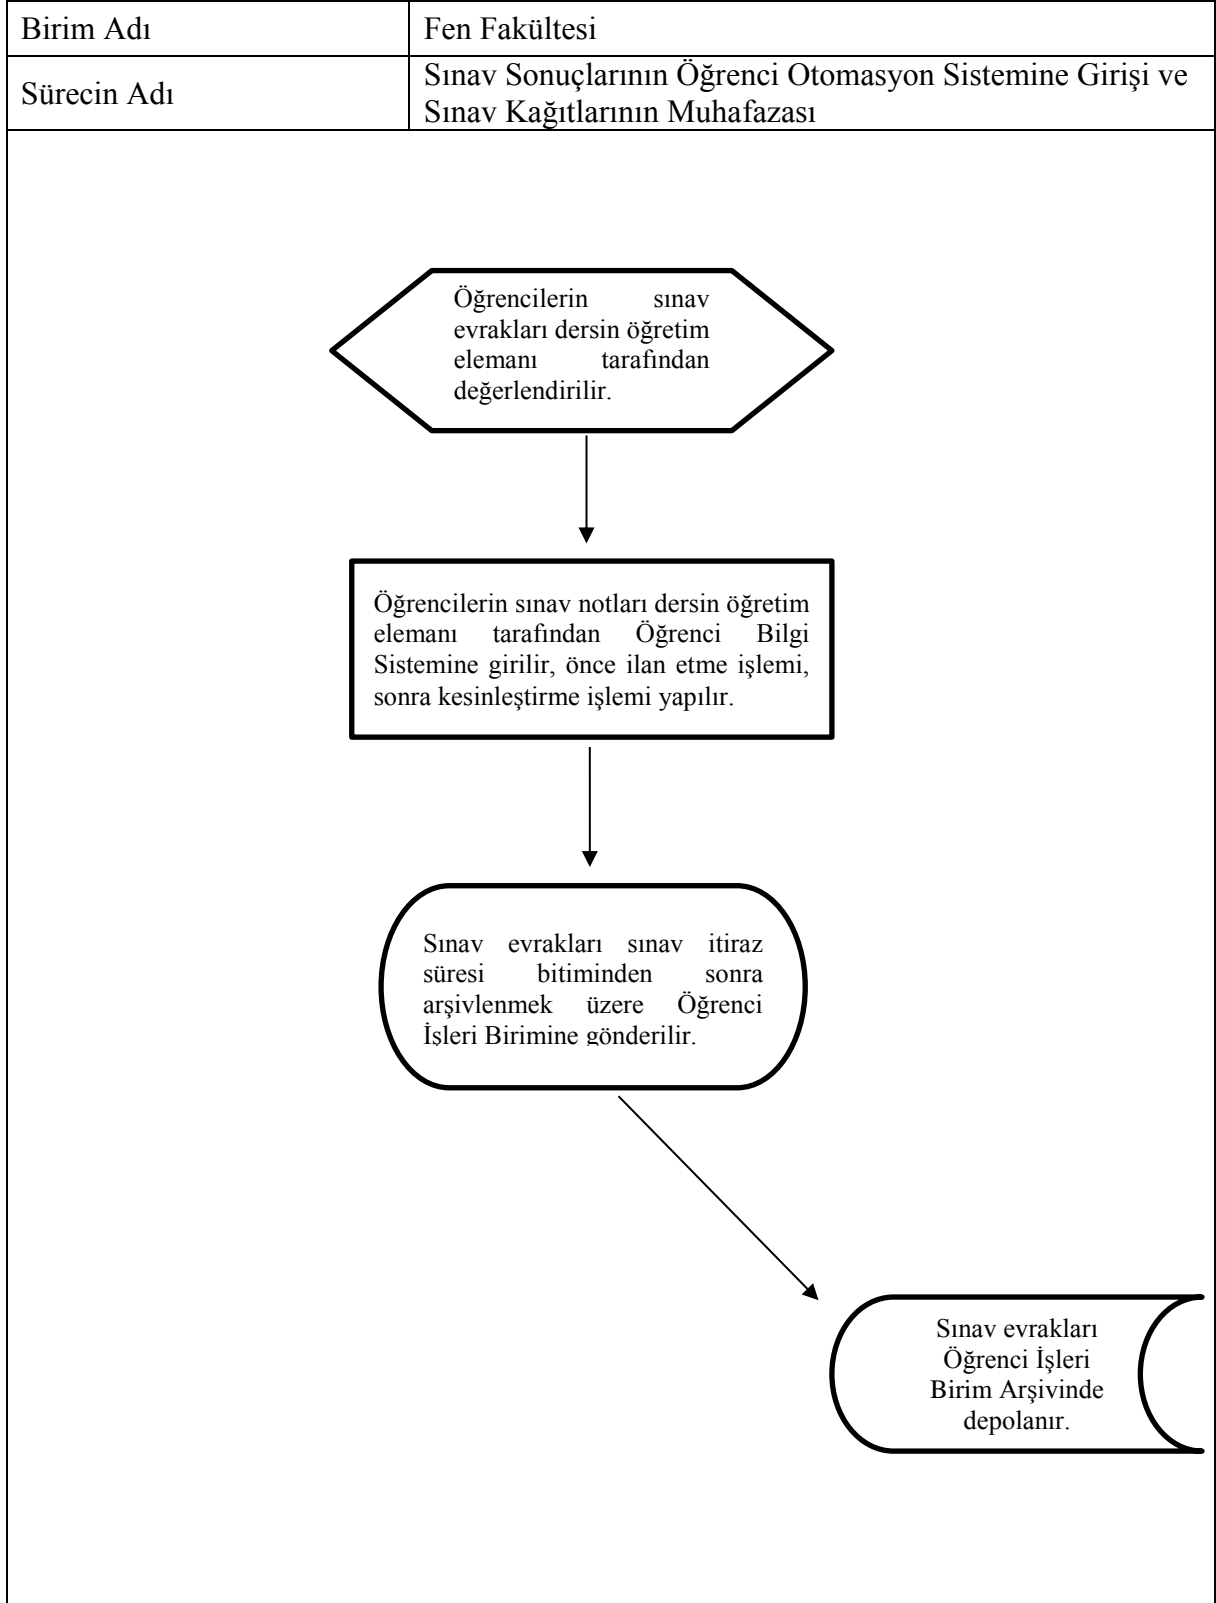 Birim Adı
Fen Fakültesi
Sürecin Adı
Sınav Sonuçlarının Öğrenci Otomasyon Sistemine Girişi ve
Sınav Kağıtlarının Muhafazası
Öğrencilerin sınav
evrakları dersin öğretim
elemanı tarafından
değerlendirilir.
Öğrencilerin sınav notları dersin öğretim
elemanı tarafından Öğrenci Bilgi
Sistemine girilir, önce ilan etme işlemi,
sonra kesinleştirme işlemi yapılır.
Sınav evrakları sınav itiraz
süresi bitiminden sonra
arşivlenmek üzere Öğrenci
İşleri Birimine gönderilir.
Sınav evrakları
Öğrenci İşleri
Birim Arşivinde
depolanır.